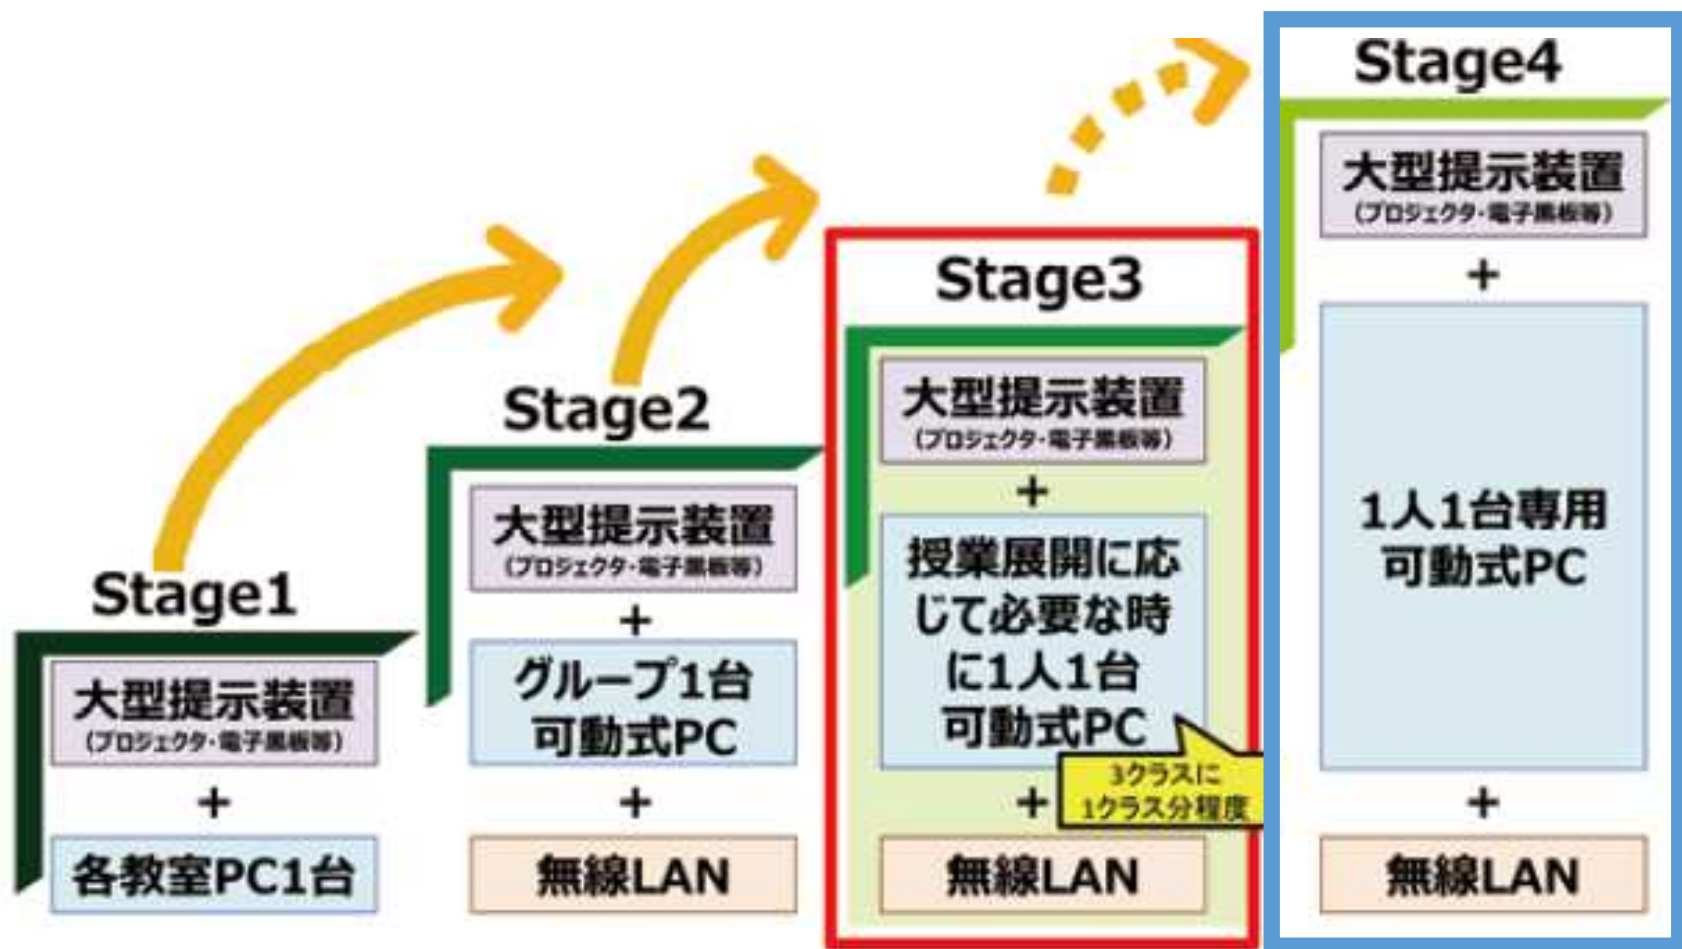 Stage1
大型提示装置
(プロジェクタ・電子黒板等)
+
各教室PC1台
Stage2
大型提示装置
(プロジェクタ・電子黒板等)
+
グループ1台
可動式PC
+
無線LAN
Stage3
大型提示装置
(プロジェクタ・電子黒板等)
+
授業展開に応
じて必要な時
に1人1台
可動式PC
3クラスに
1クラス分程度
+
無線LAN
Stage4
大型提示装置
(プロジェクタ・電子黒板等)
+
1人1台専用
可動式PC
+
無線LAN